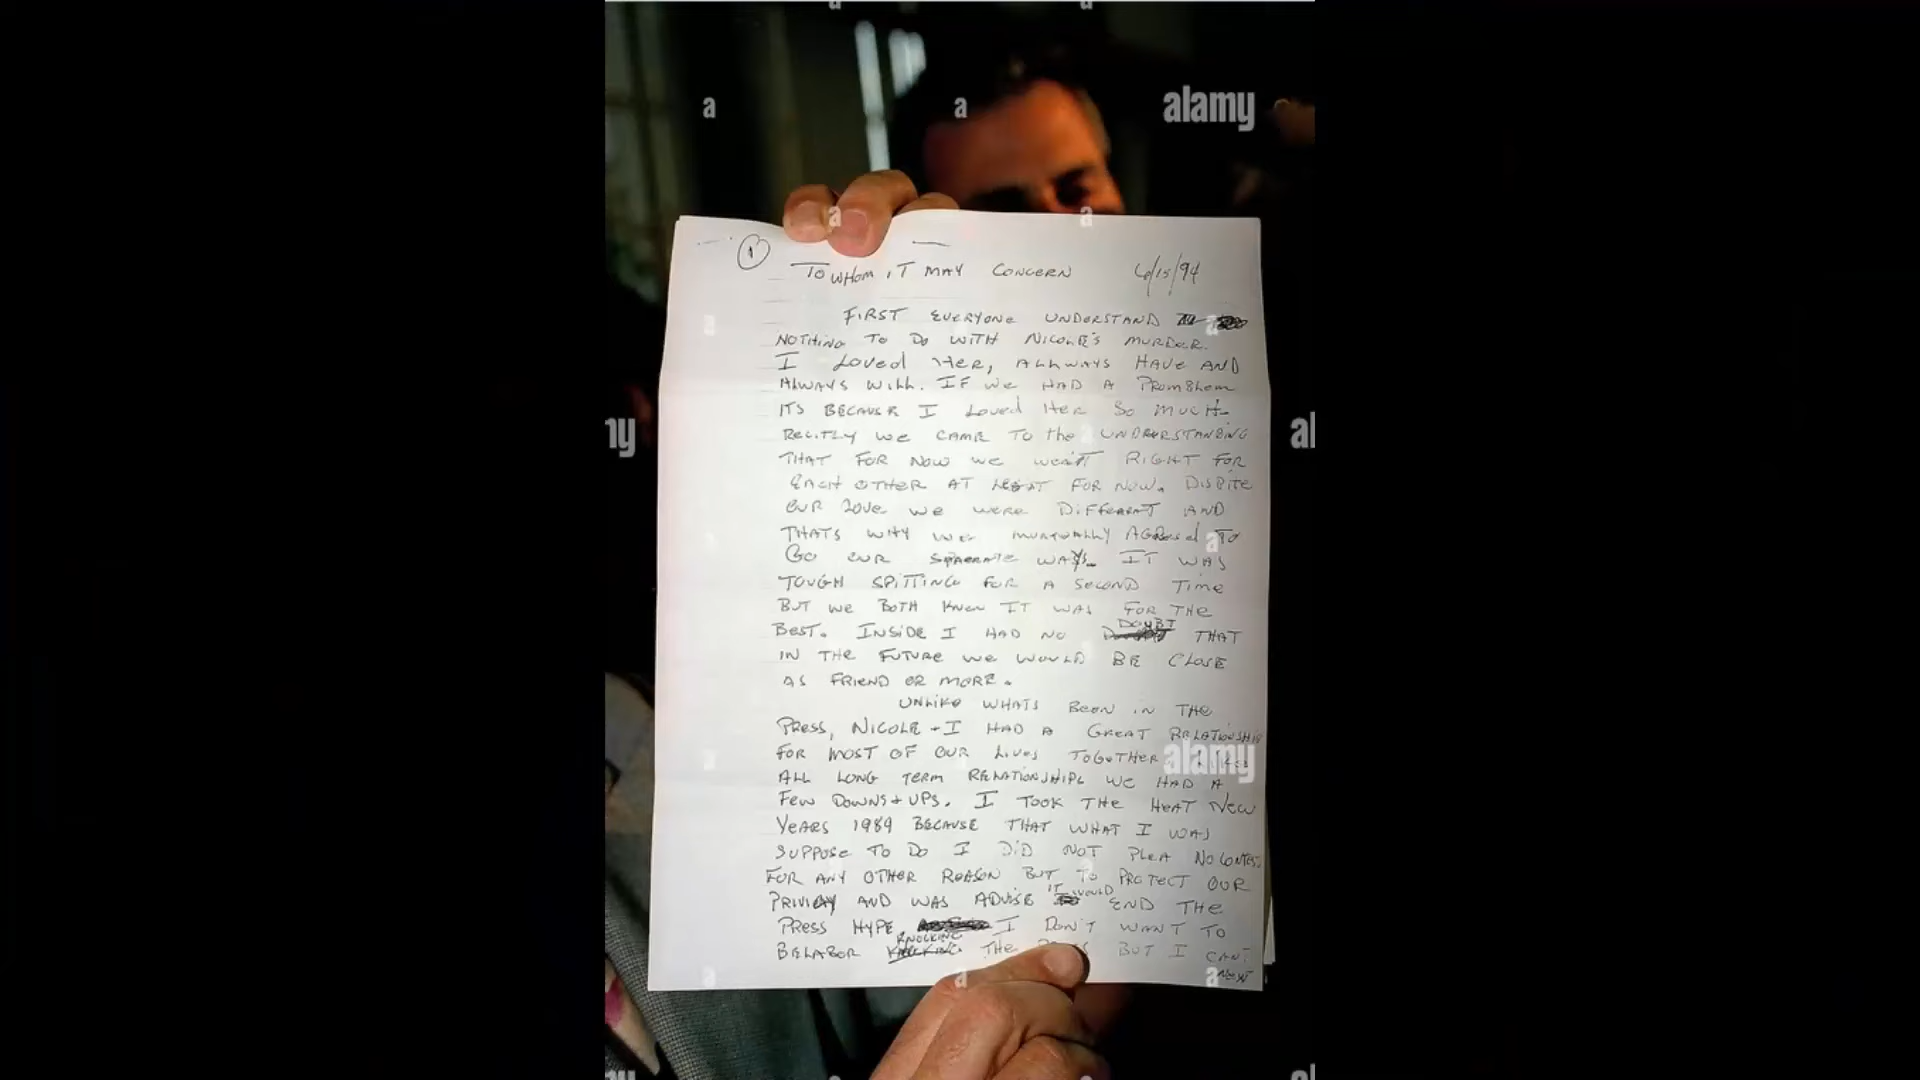 1
TO WHOM IT MAY CONCERN 6/15/94
FIRST EVERYONE UNDERSTAND
NOTHING TO DO WITH NICOLE'S MURDER.
I LOVED HER, ALLWAYS HAVE AND
ALWAYS WILL. IF WE HAD A PROMBLEM
ITS BECAUSE I LOVED HER SO MUCH.
RECITLY WE CAME TO the UNDERSTANDING
THAT FOR NOW WE WERN'T RIGHT FOR
EACH OTHER AT LEAST FOR NOW. DISPITE
OUR LOVE WE WERE DIFFERANT AND
THATS WHY WE MURTUALLY AGREED TO
GO OUR SPAERATE WAYS. IT WAS
TOUGH SPITTING FOR A SECOND TIME
BUT WE BOTH KNEW IT WAS FOR THE
BEST. INSIDE I HAD NO DOUBT THAT
IN THE FUTURE WE WOULD BE CLOSE
AS FRIEND OR MORE.
UNLIKE WHATS BEEN IN THE
PRESS, NICOLE + I HAD A GREAT RELATIONSHIP
FOR MOST OF OUR LIVES TOGETHER. LIKE
ALL LONG TERM RELATIONSHIPS WE HAD A
FEW DOWNS + UPS. I TOOK THE HEAT NEW
YEARS 1989 BECAUSE THAT WHAT I WAS
SUPPOSE TO DO I DID NOT PLEA NO CONTEST
FOR ANY OTHER REASON BUT TO PROTECT OUR
PRIVICY AND WAS ADVISE IT WOULD END THE
PRESS HYPE I DON'T WANT TO
BELABOR KNOCKING THE BUT I CAN'T
alamy
alamy